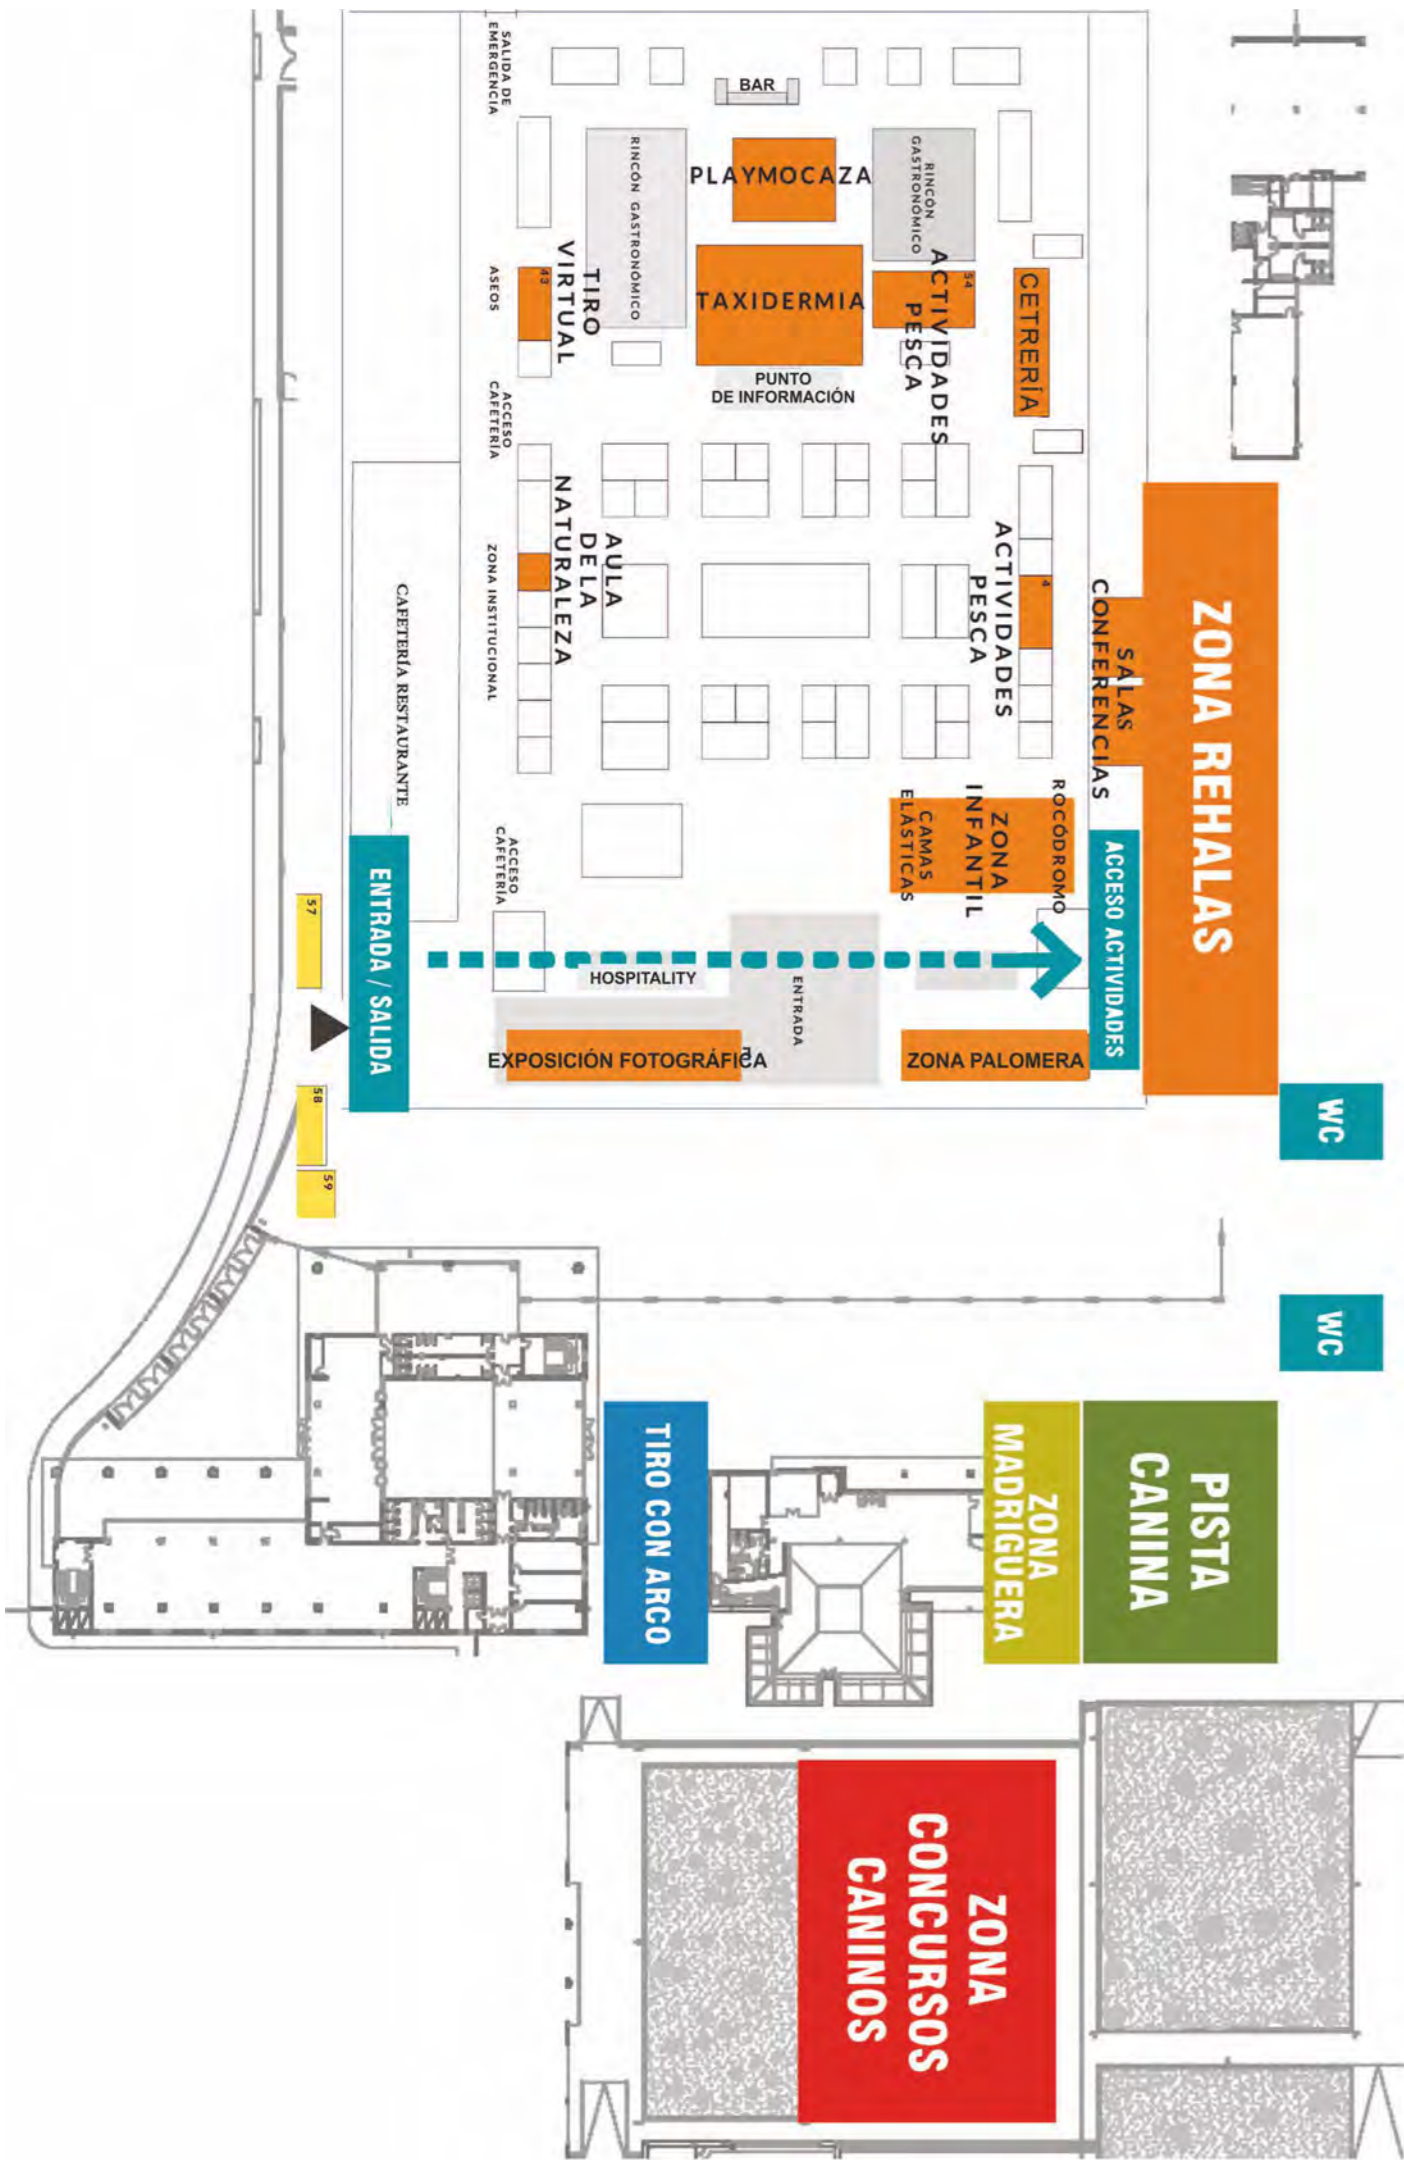 SALIDA DE
EMERGENCIA
BAR
RINCÓN GASTRONÓMICO
PLAYMOCAZA
RINCÓN
GASTRONÓMICO
ASEOS
43
TIRO
VIRTUAL
TAXIDERMIA
54
ACTIVIDADES
PESCA
CETRERÍA
PUNTO
DE INFORMACIÓN
ACCESO
CAFETERÍA
AULA
DE LA
NATURALEZA
ZONA INSTITUCIONAL
CAFETERÍA RESTAURANTE
4
ACTIVIDADES
PESCA
SALAS
CONFERENCIAS
ZONA REHALAS
ROCÓDROMO
ZONA
INFANTIL
CAMAS
ELÁSTICAS
ACCESO
CAFETERÍA
ACCESO ACTIVIDADES
ENTRADA / SALIDA
57
HOSPITALITY
ENTRADA
EXPOSICIÓN FOTOGRÁFICA
ZONA PALOMERA
58
59
WC
WC
TIRO CON ARCO
ZONA
MADRIGUERA
PISTA
CANINA
ZONA
CONCURSOS
CANINOS